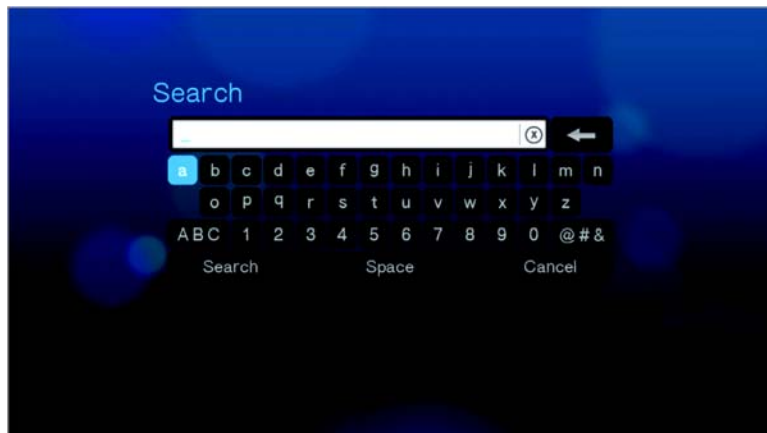 Search
_ ⓧ ←
a b c d e f g h i j k l m n
o p q r s t u v w x y z
ABC 1 2 3 4 5 6 7 8 9 0 @#&
Search Space Cancel